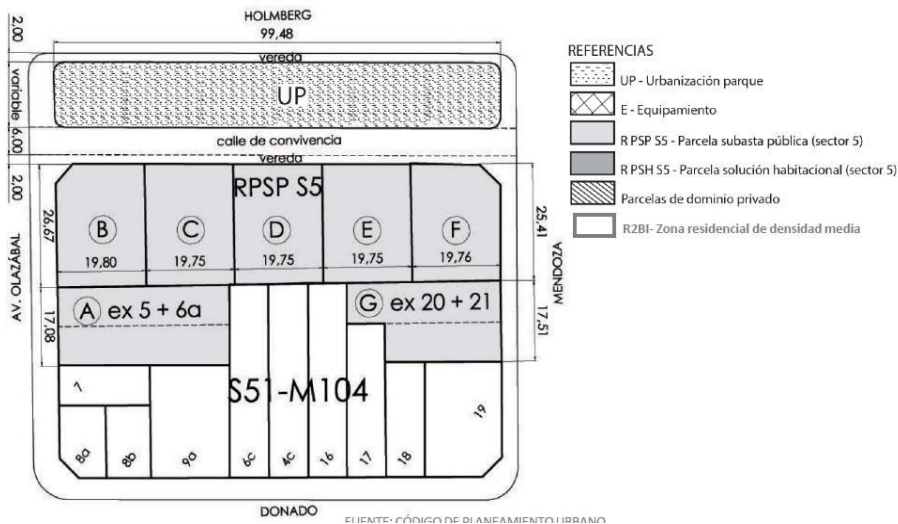 HOLMBERG
99,48
2,00
vereda
variable
UP
6,00
calle de convivencia
vereda
2,00
RPSP S5
B
C
D
E
F
19,80
19,75
19,75
19,75
19,76
26,67
25,41
AV. OLAZABAL
MENDOZA
A ex 5 + 6a
G ex 20 + 21
17,08
17,51
S51-M104
7
8a
8b
9a
6c
4c
16
17
18
19
DONADO
REFERENCIAS
UP - Urbanización parque
E - Equipamiento
R PSP S5 - Parcela subasta pública (sector 5)
R PSH S5 - Parcela solución habitacional (sector 5)
Parcelas de dominio privado
R2BI- Zona residencial de densidad media
FUENTE: CÓDIGO DE PLANEAMIENTO URBANO